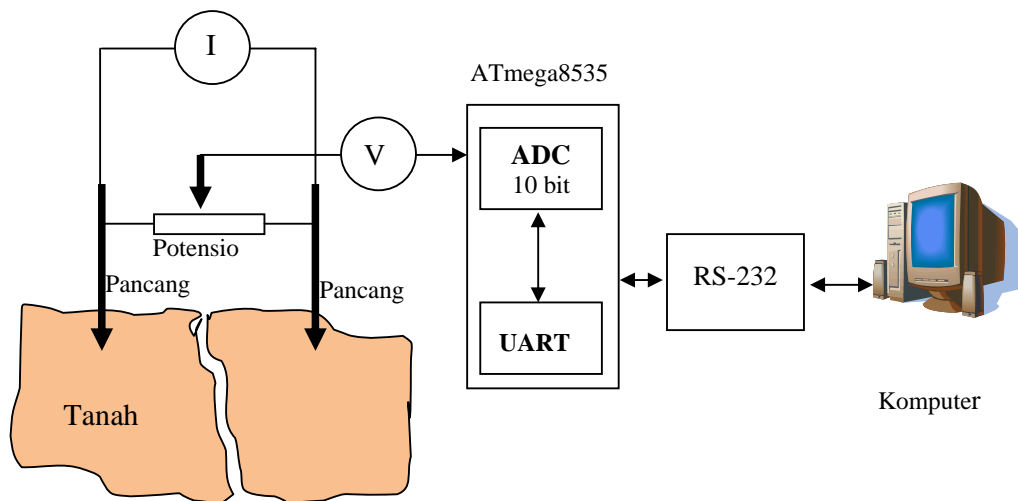 I
ATmega8535
V
ADC
10 bit
Potensio
Pancang
Pancang
RS-232
UART
Tanah
Komputer